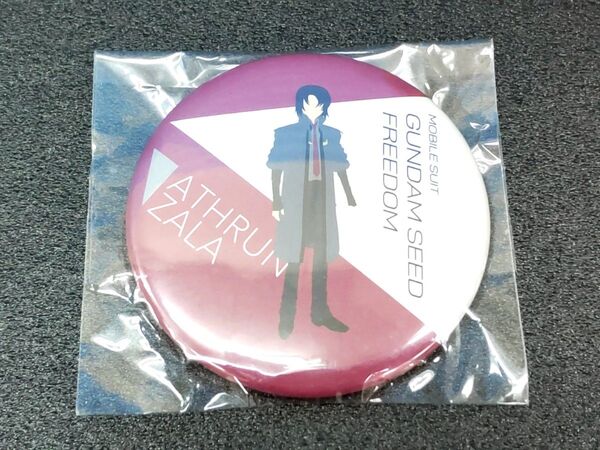 MOBILE SUIT
GUNDAM SEED
FREEDOM
ATHRUN
ZALA